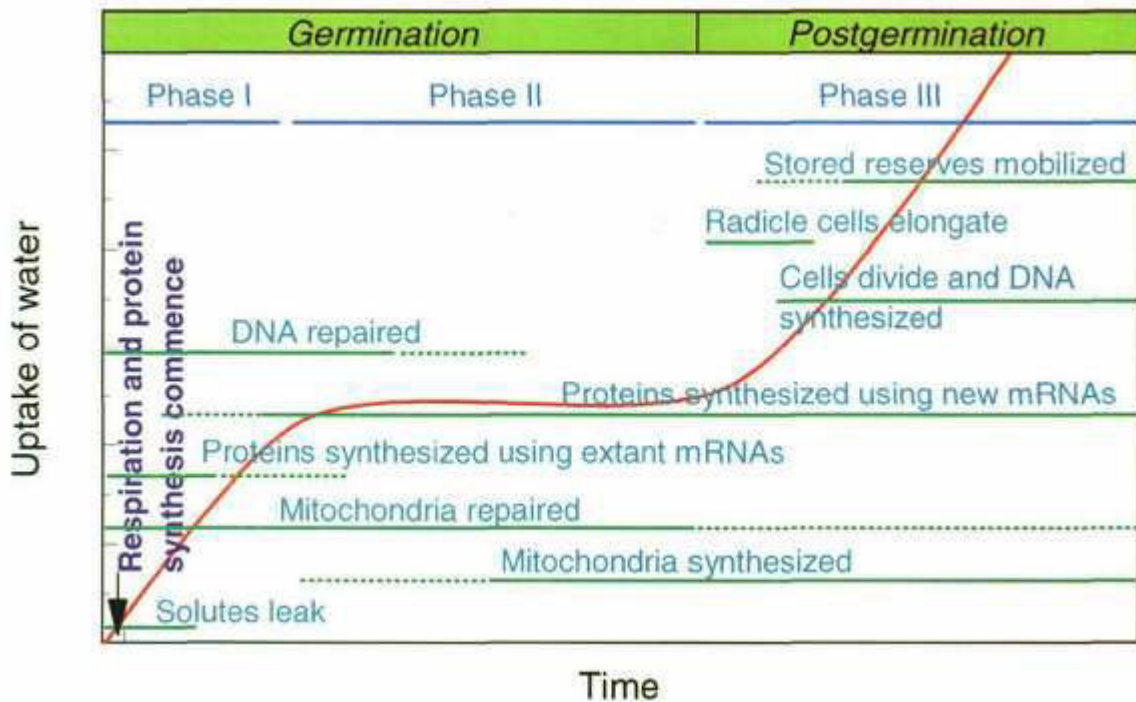 Germination
Postgermination
Phase I
Phase II
Phase III
Stored reserves mobilized
Radicle cells elongate
Cells divide and DNA
synthesized
DNA repaired
Proteins synthesized using new mRNAs
Proteins synthesized using extant mRNAs
Mitochondria repaired
Mitochondria synthesized
Solutes leak
Respiration and protein
synthesis commence
Uptake of water
Time